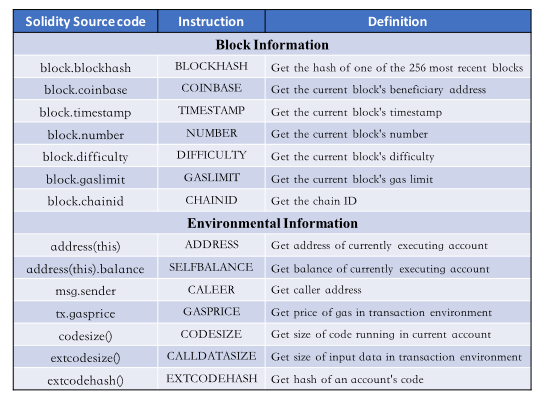 Solidity Source code Instruction Definition
Block Information
block.blockhash BLOCKHASH Get the hash of one of the 256 most recent blocks
block.coinbase COINBASE Get the current block's beneficiary address
block.timestamp TIMESTAMP Get the current block's timestamp
block.number NUMBER Get the current block's number
block.difficulty DIFFICULTY Get the current block's difficulty
block.gaslimit GASLIMIT Get the current block's gas limit
block.chainid CHAINID Get the chain ID
Environmental Information
address(this) ADDRESS Get address of currently executing account
address(this).balance SELFBALANCE Get balance of currently executing account
msg.sender CALEER Get caller address
tx.gasprice GASPRICE Get price of gas in transaction environment
codesize() CODESIZE Get size of code running in current account
extcodesize() CALLDATASIZE Get size of input data in transaction environment
extcodehash() EXTCODEHASH Get hash of an account's code